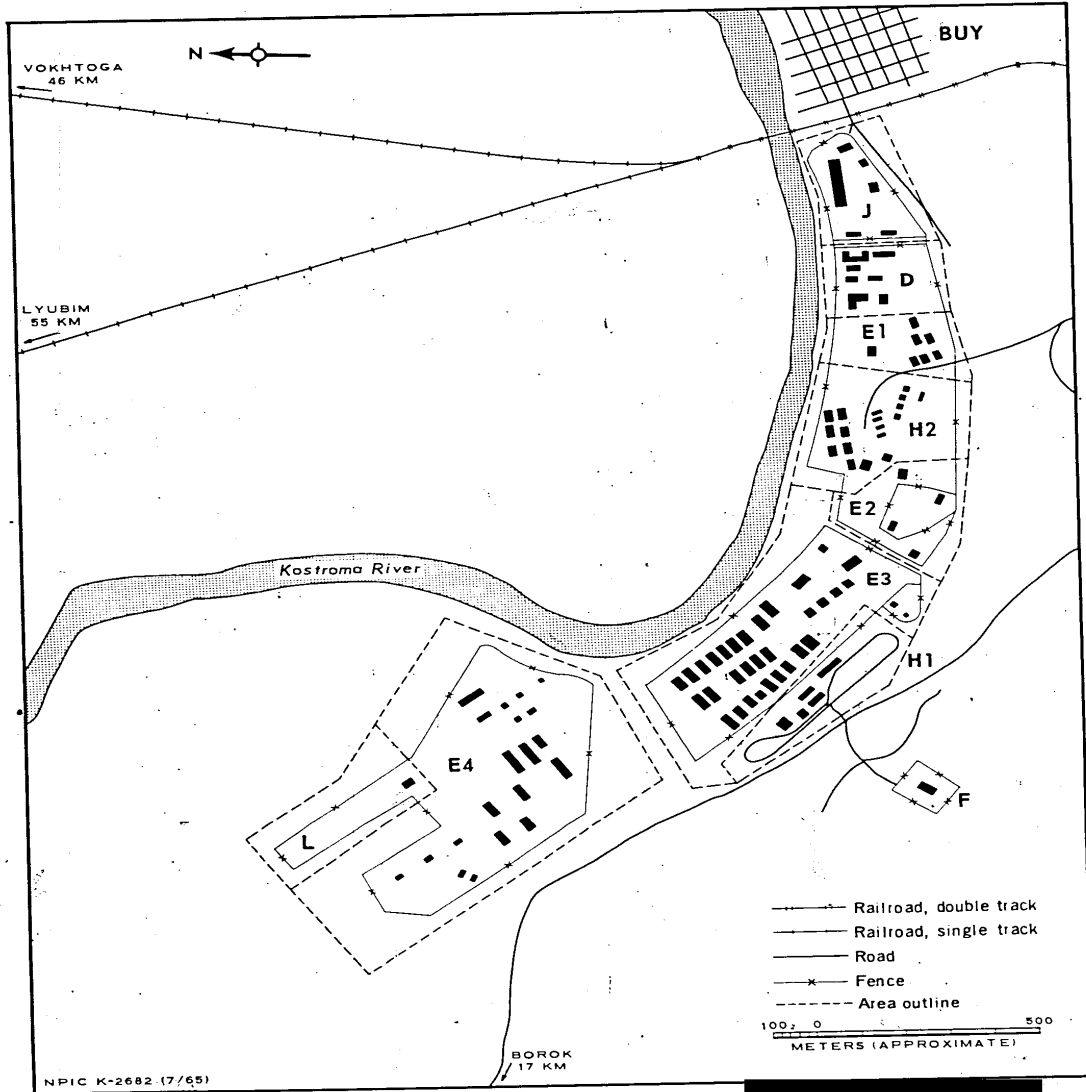 BUY
N
VOKHTOGA
46 KM
LYUBIM
55 KM
J
D
E1
H2
E2
E3
H1
Kostroma River
E4
F
L
Railroad, double track
Railroad, single track
Road
Fence
Area outline
100 0 500
METERS (APPROXIMATE)
BOROK
17 KM
NPIC K-2682 (7/65)